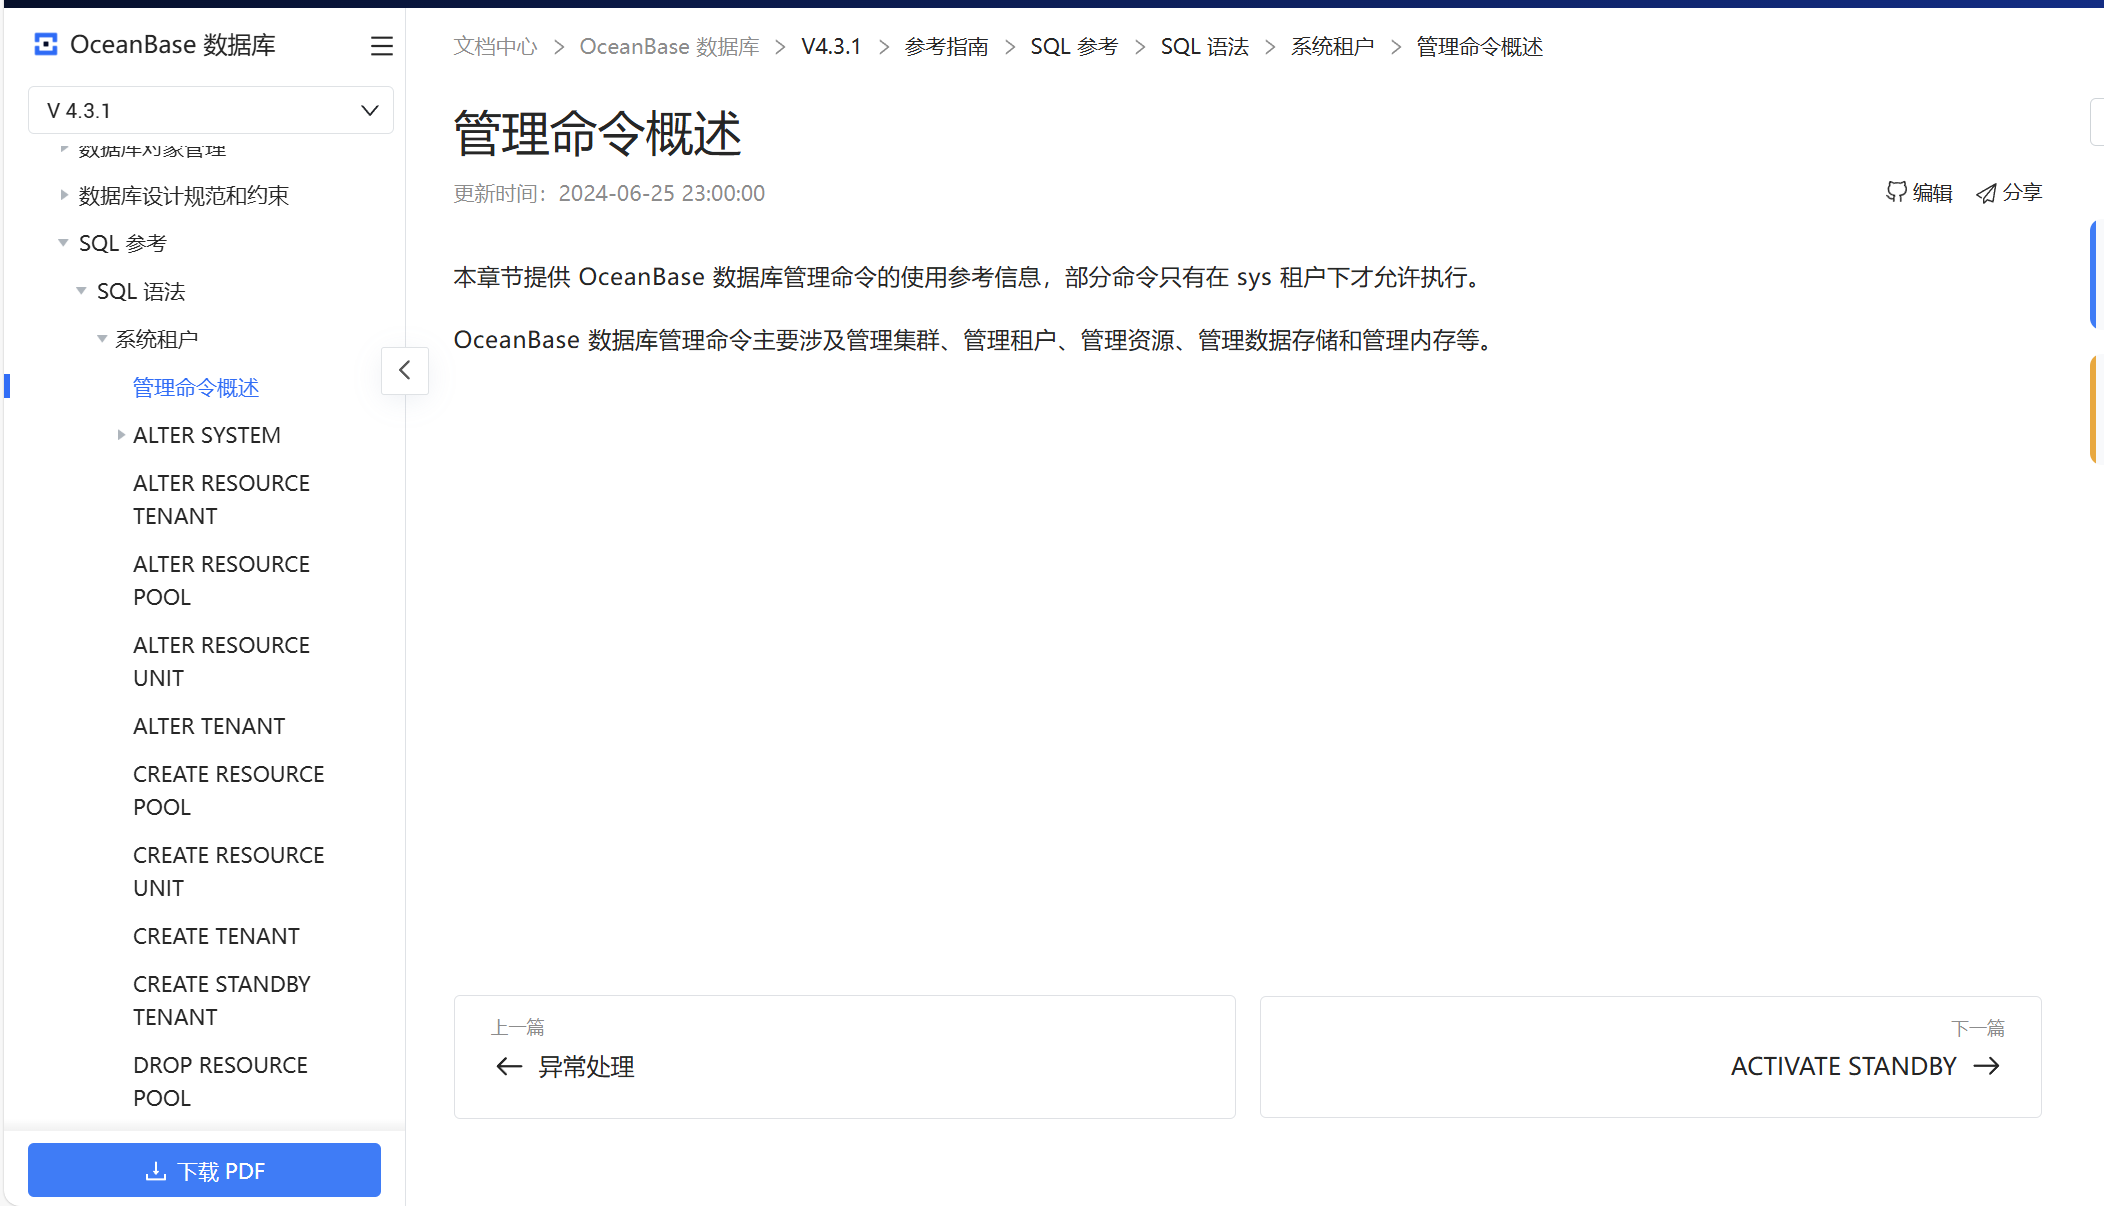 OceanBase 数据库
V 4.3.1
数据库对象管理
数据库设计规范和约束
SQL 参考
SQL 语法
系统租户
管理命令概述
ALTER SYSTEM
ALTER RESOURCE
TENANT
ALTER RESOURCE
POOL
ALTER RESOURCE
UNIT
ALTER TENANT
CREATE RESOURCE
POOL
CREATE RESOURCE
UNIT
CREATE TENANT
CREATE STANDBY
TENANT
DROP RESOURCE
POOL
下载 PDF
文档中心 > OceanBase 数据库 > V4.3.1 > 参考指南 > SQL 参考 > SQL 语法 > 系统租户 > 管理命令概述
管理命令概述
更新时间：2024-06-25 23:00:00
编辑 分享
本章节提供 OceanBase 数据库管理命令的使用参考信息，部分命令只有在 sys 租户下才允许执行。
OceanBase 数据库管理命令主要涉及管理集群、管理租户、管理资源、管理数据存储和管理内存等。
上一篇
← 异常处理
下一篇
ACTIVATE STANDBY →